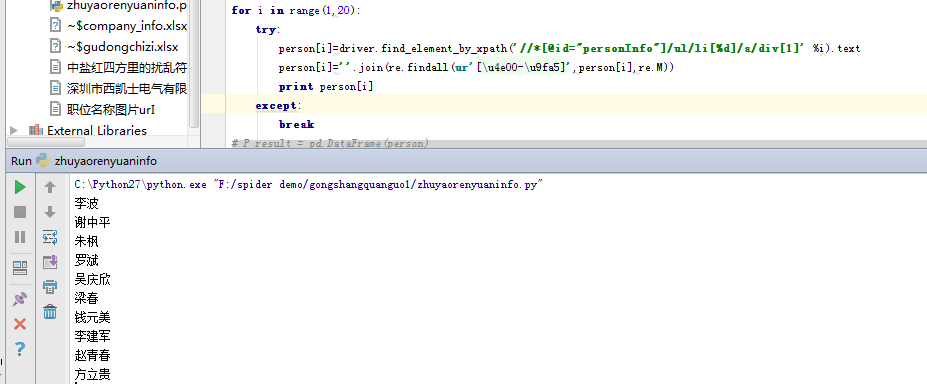 zhuyaorenyuaninfo.p
~$company_info.xlsx
~$gudongchizi.xlsx
中盐红四方里的扰乱符
深圳市西凯士电气有限
职位名称图片url
External Libraries
for i in range(1,20):
try:
person[i]=driver.find_element_by_xpath('//*[@id="personInfo"]/ul/li[%d]/a/div[1]' %i).text
person[i]=''.join(re.findall(ur'[\u4e00-\u9fa5]',person[i],re.M))
print person[i]
except:
break
# P_result = pd.DataFrame(person)
Run zhuyaorenyuaninfo
C:\Python27\python.exe "F:/spider demo/gongshangquanguo1/zhuyaorenyuaninfo.py"
李波
谢中平
朱枫
罗斌
吴庆欣
梁春
钱元美
李建军
赵青春
方立贵